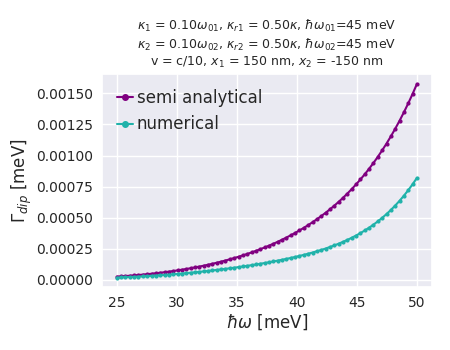 κ₁ = 0.10ω₀₁, κᵣ₁ = 0.50κ, ℏω₀₁=45 meV
κ₂ = 0.10ω₀₂, κᵣ₂ = 0.50κ, ℏω₀₂=45 meV
v = c/10, x₁ = 150 nm, x₂ = -150 nm
semi analytical
numerical
Γ_dip [meV]
0.00150
0.00125
0.00100
0.00075
0.00050
0.00025
0.00000
25 30 35 40 45 50
ℏω [meV]